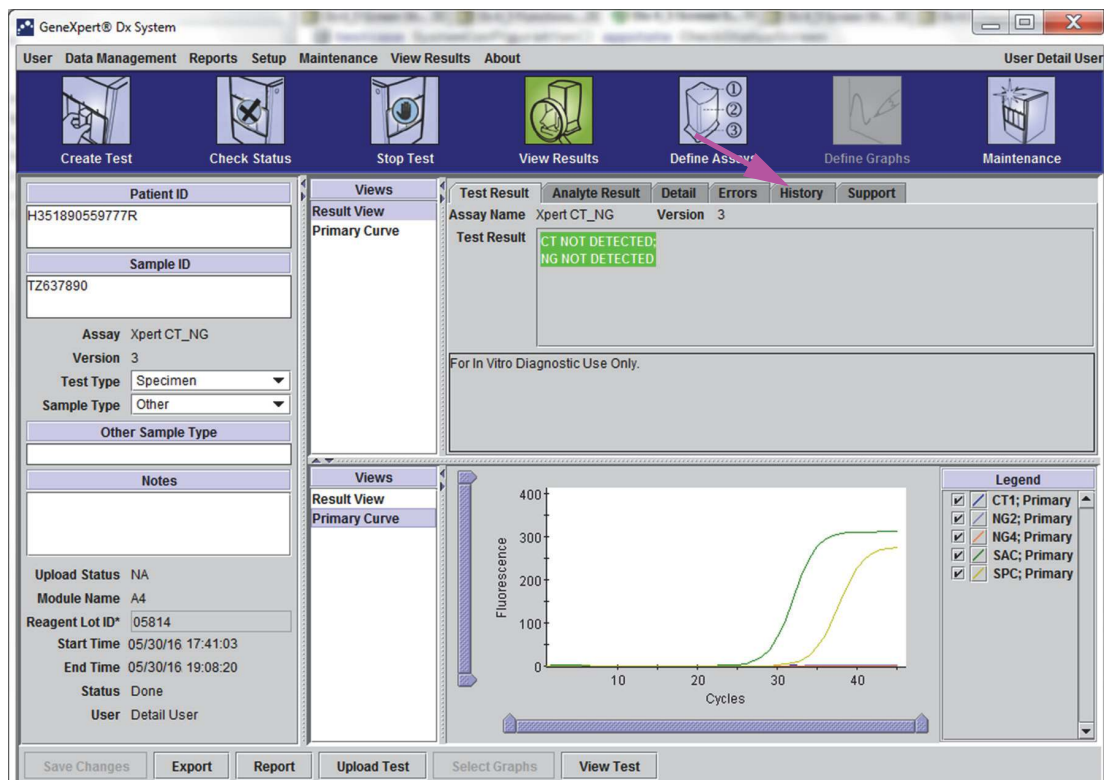 GeneXpert® Dx System
User Data Management Reports Setup Maintenance View Results About User Detail User
Create Test Check Status Stop Test View Results Define Assays Define Graphs Maintenance
Patient ID
H351890559777R
Sample ID
TZ637890
Assay Xpert CT_NG
Version 3
Test Type Specimen
Sample Type Other
Other Sample Type
Notes
Upload Status NA
Module Name A4
Reagent Lot ID* 05814
Start Time 05/30/16 17:41:03
End Time 05/30/16 19:08:20
Status Done
User Detail User
Views
Result View
Primary Curve
Test Result Analyte Result Detail Errors History Support
Assay Name Xpert CT_NG Version 3
Test Result CT NOT DETECTED;
NG NOT DETECTED
For In Vitro Diagnostic Use Only.
Views
Result View
Primary Curve
Fluorescence
400
300
200
100
0
10 20 30 40
Cycles
Legend
CT1; Primary
NG2; Primary
NG4; Primary
SAC; Primary
SPC; Primary
Save Changes Export Report Upload Test Select Graphs View Test